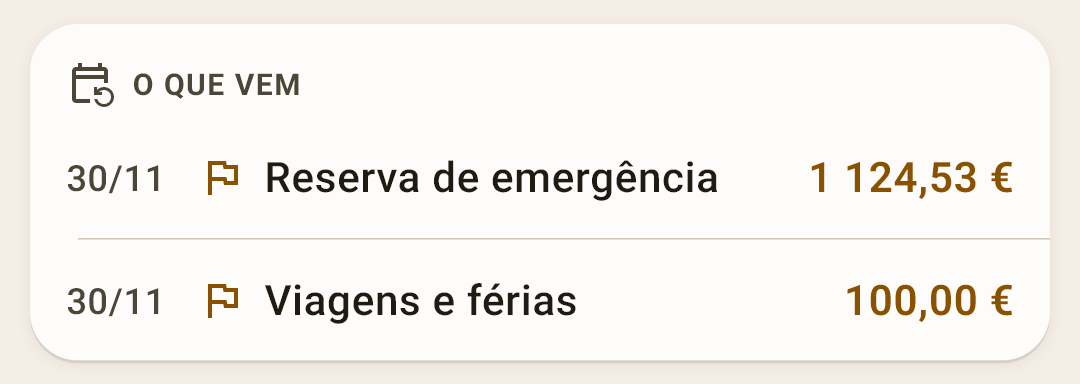 O QUE VEM
30/11 Reserva de emergência 1 124,53 €
30/11 Viagens e férias 100,00 €